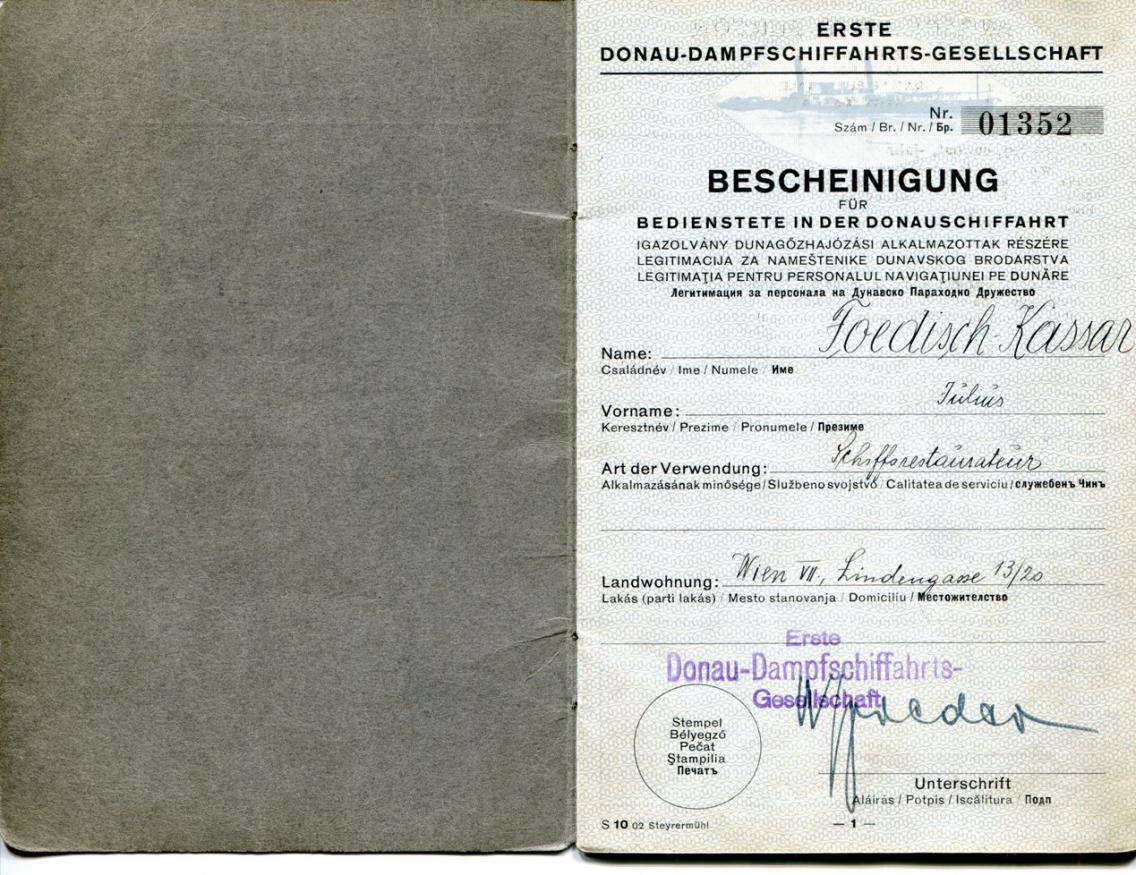 ERSTE
DONAU-DAMPFSCHIFFAHRTS-GESELLSCHAFT
Nr. 01352
Szám / Br. / Nr. / Бр.
BESCHEINIGUNG
FÜR
BEDIENSTETE IN DER DONAUSCHIFFAHRT
IGAZOLVÁNY DUNAGŐZHAJÓZÁSI ALKALMAZOTTAK RÉSZÉRE
LEGITIMACIJA ZA NAMEŠTENIKE DUNAVSKOG BRODARSTVA
LEGITIMAŢIA PENTRU PERSONALUL NAVIGAŢIUNEI PE DUNĂRE
Легитимация за персонала на Дунавско Параходно Дружество
Name: Foedisch-Kassar
Családnév / Ime / Numele / Име
Vorname: Július
Keresztnév / Prezime / Pronumele / Презиме
Art der Verwendung: Schiffsrestaurateur
Alkalmazásának minősége / Službeno svojstvo / Calitatea de serviciu / служебенъ Чинъ
Landwohnung: Wien VII., Lindengasse 13/20
Lakás (parti lakás) / Mesto stanovanja / Domiciliu / Местожителство
Erste
Donau-Dampfschiffahrts-
Gesellschaft
Stempel
Bélyegző
Pečat
Ştampilia
Печатъ
Unterschrift
Aláirás / Potpis / Iscălitura / Подп
S 10 02 Steyrermühl
— 1 —